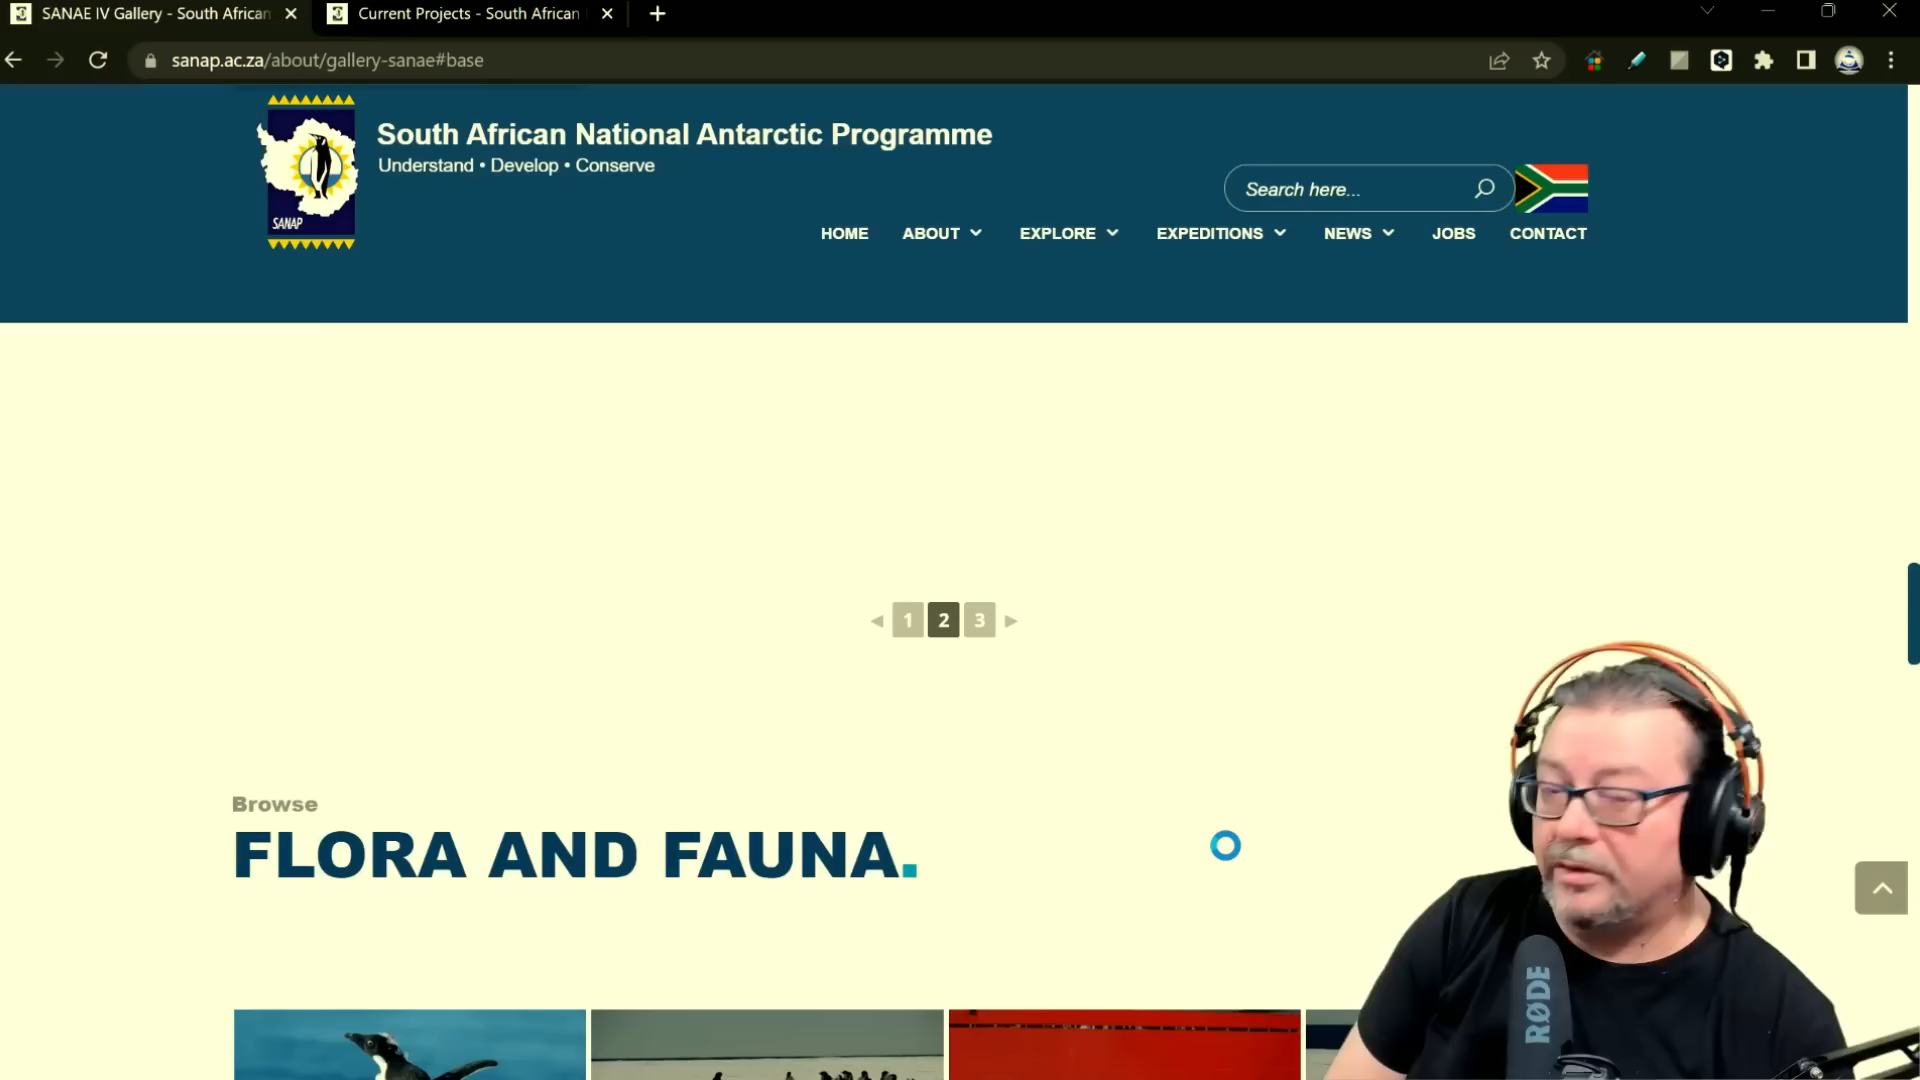 SANAE IV Gallery - South African
Current Projects - South African
sanap.ac.za/about/gallery-sanae#base
South African National Antarctic Programme
Understand • Develop • Conserve
SANAP
Search here...
HOME ABOUT EXPLORE EXPEDITIONS NEWS JOBS CONTACT
1 2 3
Browse
FLORA AND FAUNA.
RØDE